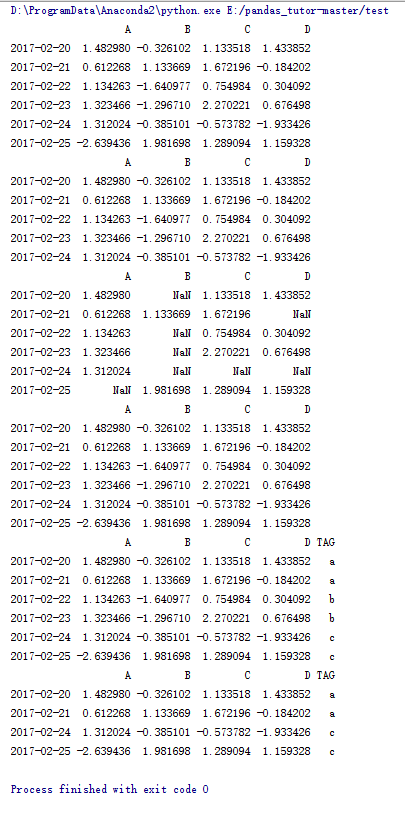 D:\ProgramData\Anaconda2\python.exe E:/pandas_tutor-master/test
A B C D
2017-02-20 1.482980 -0.326102 1.133518 1.433852
2017-02-21 0.612268 1.133669 1.672196 -0.184202
2017-02-22 1.134263 -1.640977 0.754984 0.304092
2017-02-23 1.323466 -1.296710 2.270221 0.676498
2017-02-24 1.312024 -0.385101 -0.573782 -1.933426
2017-02-25 -2.639436 1.981698 1.289094 1.159328
A B C D
2017-02-20 1.482980 -0.326102 1.133518 1.433852
2017-02-21 0.612268 1.133669 1.672196 -0.184202
2017-02-22 1.134263 -1.640977 0.754984 0.304092
2017-02-23 1.323466 -1.296710 2.270221 0.676498
2017-02-24 1.312024 -0.385101 -0.573782 -1.933426
A B C D
2017-02-20 1.482980 NaN 1.133518 1.433852
2017-02-21 0.612268 1.133669 1.672196 NaN
2017-02-22 1.134263 NaN 0.754984 0.304092
2017-02-23 1.323466 NaN 2.270221 0.676498
2017-02-24 1.312024 NaN NaN NaN
2017-02-25 NaN 1.981698 1.289094 1.159328
A B C D
2017-02-20 1.482980 -0.326102 1.133518 1.433852
2017-02-21 0.612268 1.133669 1.672196 -0.184202
2017-02-22 1.134263 -1.640977 0.754984 0.304092
2017-02-23 1.323466 -1.296710 2.270221 0.676498
2017-02-24 1.312024 -0.385101 -0.573782 -1.933426
2017-02-25 -2.639436 1.981698 1.289094 1.159328
A B C D TAG
2017-02-20 1.482980 -0.326102 1.133518 1.433852 a
2017-02-21 0.612268 1.133669 1.672196 -0.184202 a
2017-02-22 1.134263 -1.640977 0.754984 0.304092 b
2017-02-23 1.323466 -1.296710 2.270221 0.676498 b
2017-02-24 1.312024 -0.385101 -0.573782 -1.933426 c
2017-02-25 -2.639436 1.981698 1.289094 1.159328 c
A B C D TAG
2017-02-20 1.482980 -0.326102 1.133518 1.433852 a
2017-02-21 0.612268 1.133669 1.672196 -0.184202 a
2017-02-24 1.312024 -0.385101 -0.573782 -1.933426 c
2017-02-25 -2.639436 1.981698 1.289094 1.159328 c
Process finished with exit code 0